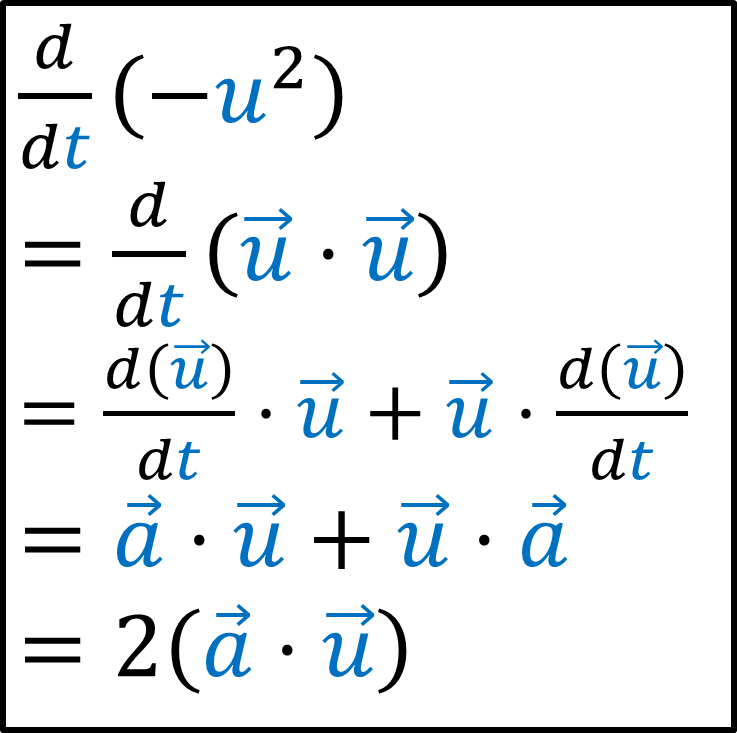 d/dt (−u²)
= d/dt (u⃗ · u⃗)
= d(u⃗)/dt · u⃗ + u⃗ · d(u⃗)/dt
= a⃗ · u⃗ + u⃗ · a⃗
= 2(a⃗ · u⃗)